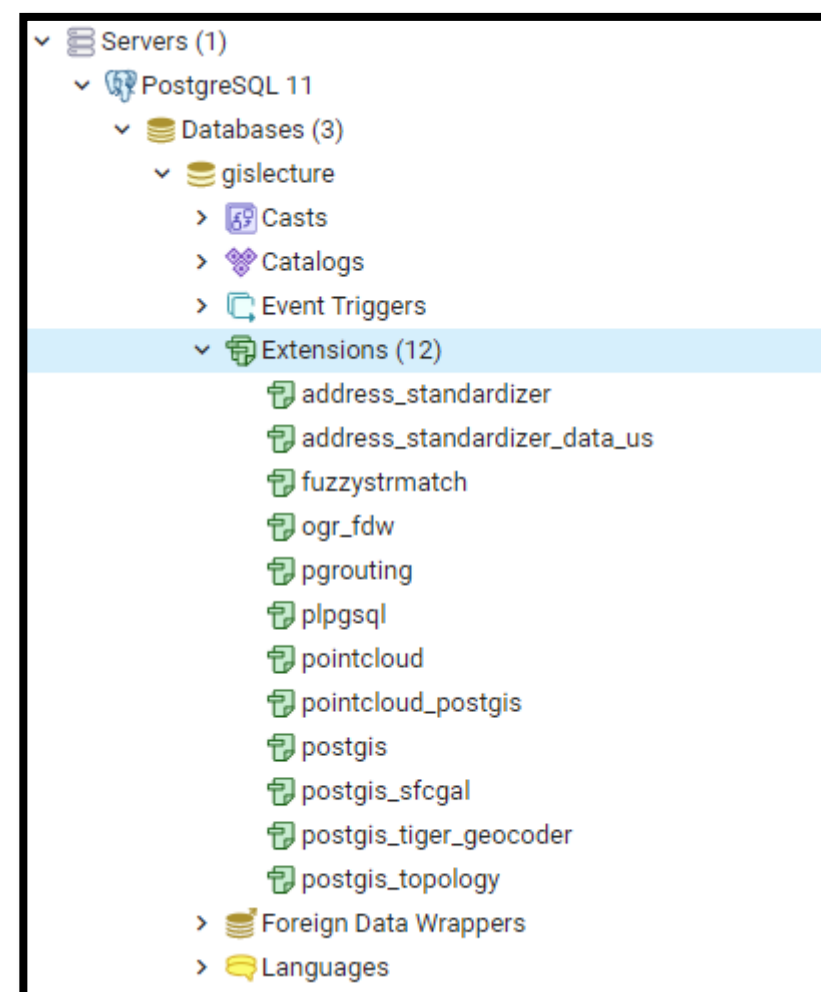 Servers (1)
PostgreSQL 11
Databases (3)
gislecture
Casts
Catalogs
Event Triggers
Extensions (12)
address_standardizer
address_standardizer_data_us
fuzzystrmatch
ogr_fdw
pgrouting
plpgsql
pointcloud
pointcloud_postgis
postgis
postgis_sfcgal
postgis_tiger_geocoder
postgis_topology
Foreign Data Wrappers
Languages